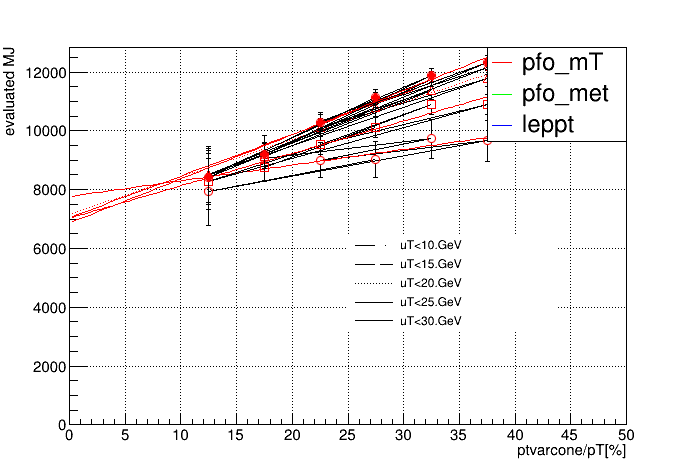 evaluated MJ
12000
10000
8000
6000
4000
2000
0
pfo_mT
pfo_met
leppt
uT<10.GeV
uT<15.GeV
uT<20.GeV
uT<25.GeV
uT<30.GeV
0 5 10 15 20 25 30 35 40 45 50
ptvarcone/pT[%]